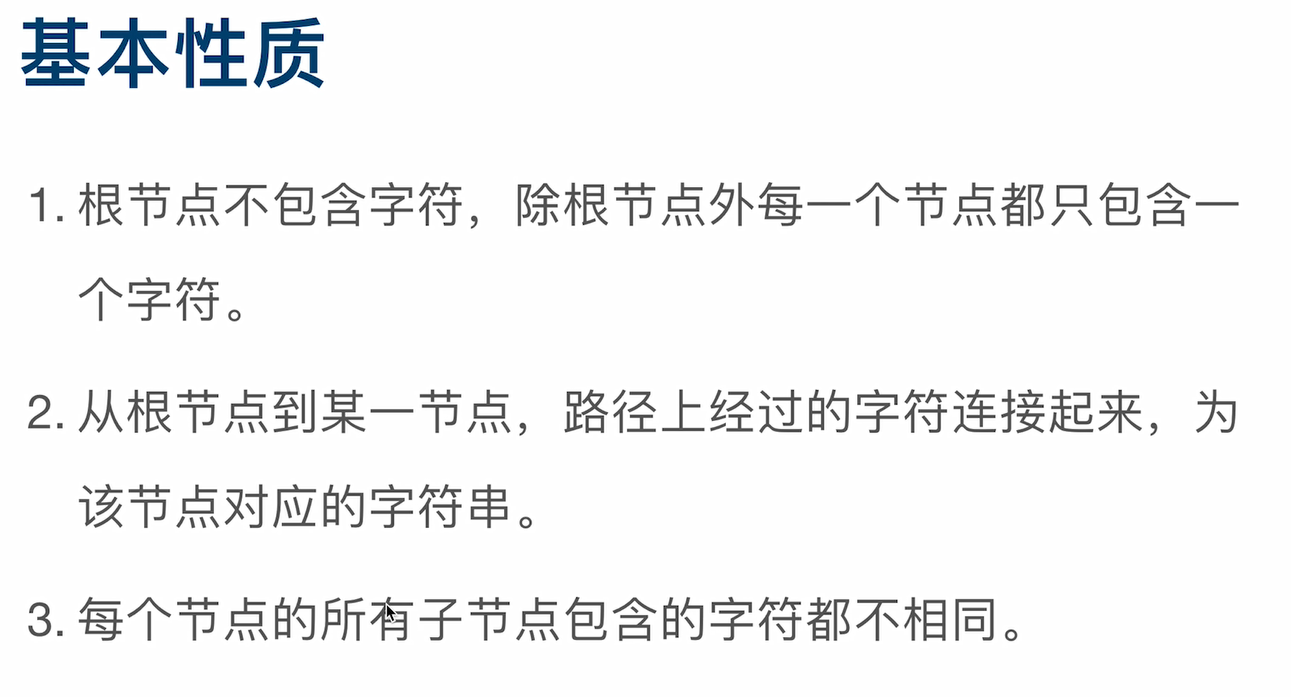 基本性质
1. 根节点不包含字符，除根节点外每一个节点都只包含一
个字符。
2. 从根节点到某一节点，路径上经过的字符连接起来，为
该节点对应的字符串。
3. 每个节点的所有子节点包含的字符都不相同。